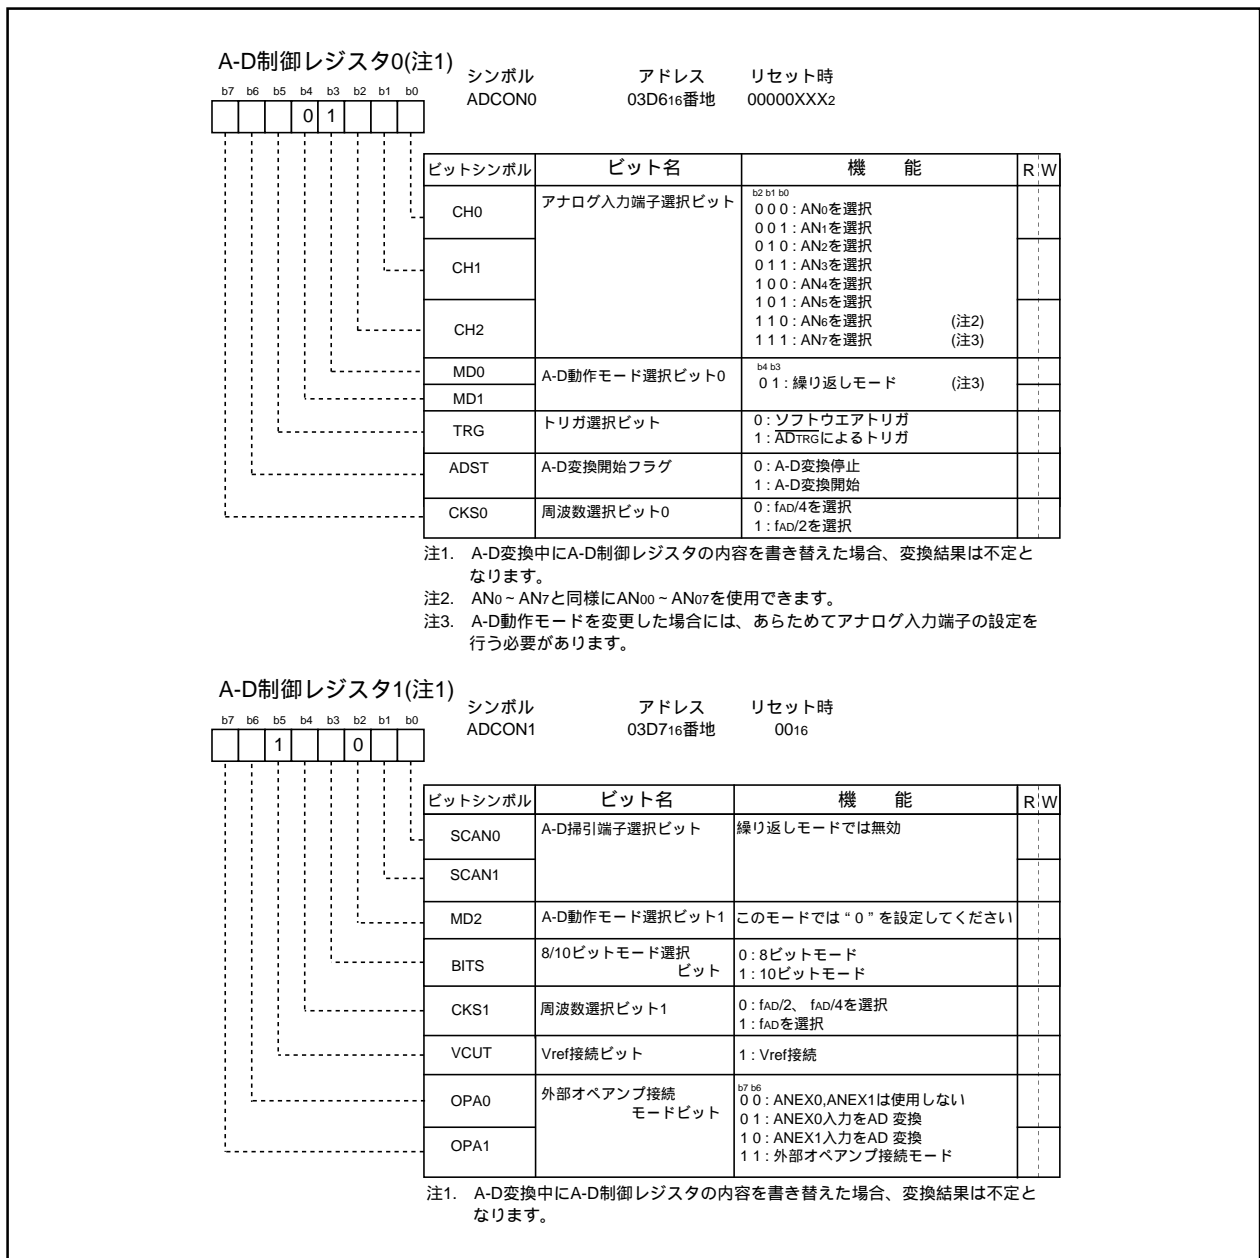 A-D制御レジスタ0(注1)
シンボル アドレス リセット時
ADCON0 03D616番地 00000XXX2
b7 b6 b5 b4 b3 b2 b1 b0
0 1
ビットシンボル ビット名 機 能 R W
CH0 アナログ入力端子選択ビット
b2 b1 b0
0 0 0 : AN0を選択
0 0 1 : AN1を選択
0 1 0 : AN2を選択
0 1 1 : AN3を選択
1 0 0 : AN4を選択
1 0 1 : AN5を選択
1 1 0 : AN6を選択 (注2)
1 1 1 : AN7を選択 (注3)
CH1
CH2
MD0 A-D動作モード選択ビット0
b4 b3
0 1 : 繰り返しモード (注3)
MD1
TRG トリガ選択ビット
0 : ソフトウエアトリガ
1 : ADTRGによるトリガ
ADST A-D変換開始フラグ
0 : A-D変換停止
1 : A-D変換開始
CKS0 周波数選択ビット0
0 : fAD/4を選択
1 : fAD/2を選択
注1. A-D変換中にA-D制御レジスタの内容を書き替えた場合、変換結果は不定と
なります。
注2. AN0 ~ AN7と同様にAN00 ~ AN07を使用できます。
注3. A-D動作モードを変更した場合には、あらためてアナログ入力端子の設定を
行う必要があります。
A-D制御レジスタ1(注1)
シンボル アドレス リセット時
ADCON1 03D716番地 0016
b7 b6 b5 b4 b3 b2 b1 b0
1 0
ビットシンボル ビット名 機 能 R W
SCAN0 A-D掃引端子選択ビット 繰り返しモードでは無効
SCAN1
MD2 A-D動作モード選択ビット1 このモードでは “ 0 ” を設定してください
BITS 8/10ビットモード選択
ビット
0 : 8ビットモード
1 : 10ビットモード
CKS1 周波数選択ビット1
0 : fAD/2、 fAD/4を選択
1 : fADを選択
VCUT Vref接続ビット 1 : Vref接続
OPA0 外部オペアンプ接続
モードビット
b7 b6
0 0 : ANEX0,ANEX1は使用しない
0 1 : ANEX0入力をAD 変換
1 0 : ANEX1入力をAD 変換
1 1 : 外部オペアンプ接続モード
OPA1
注1. A-D変換中にA-D制御レジスタの内容を書き替えた場合、変換結果は不定と
なります。